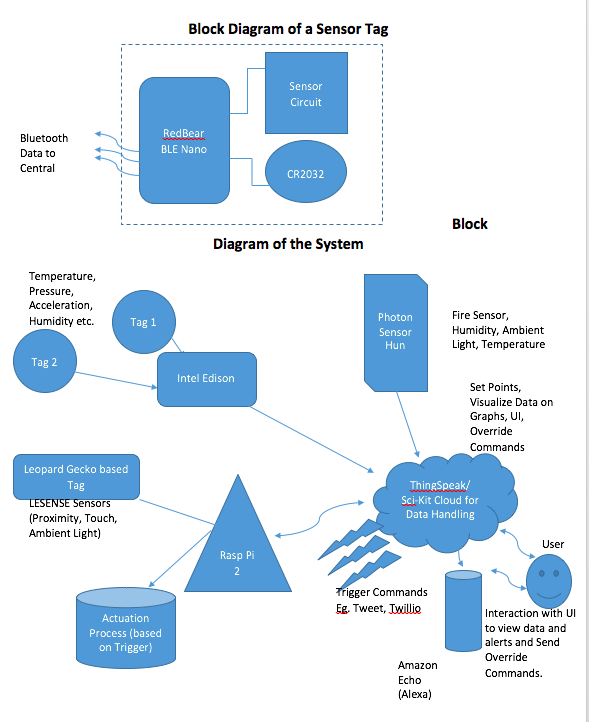 Block Diagram of a Sensor Tag
Sensor
Circuit
RedBear
BLE Nano
Bluetooth
Data to
Central
CR2032
Block
Diagram of the System
Temperature,
Pressure,
Acceleration,
Humidity etc.
Tag 1
Tag 2
Intel Edison
Photon
Sensor
Hun
Fire Sensor,
Humidity, Ambient
Light, Temperature
Set Points,
Visualize Data on
Graphs, UI,
Override
Commands
Leopard Gecko based
Tag
LESENSE Sensors
(Proximity, Touch,
Ambient Light)
ThingSpeak/
Sci-Kit Cloud for
Data Handling
Rasp Pi
2
User
Trigger Commands
Eg. Tweet, Twillio
Actuation
Process (based
on Trigger)
Interaction with UI
to view data and
alerts and Send
Override
Commands.
Amazon
Echo
(Alexa)